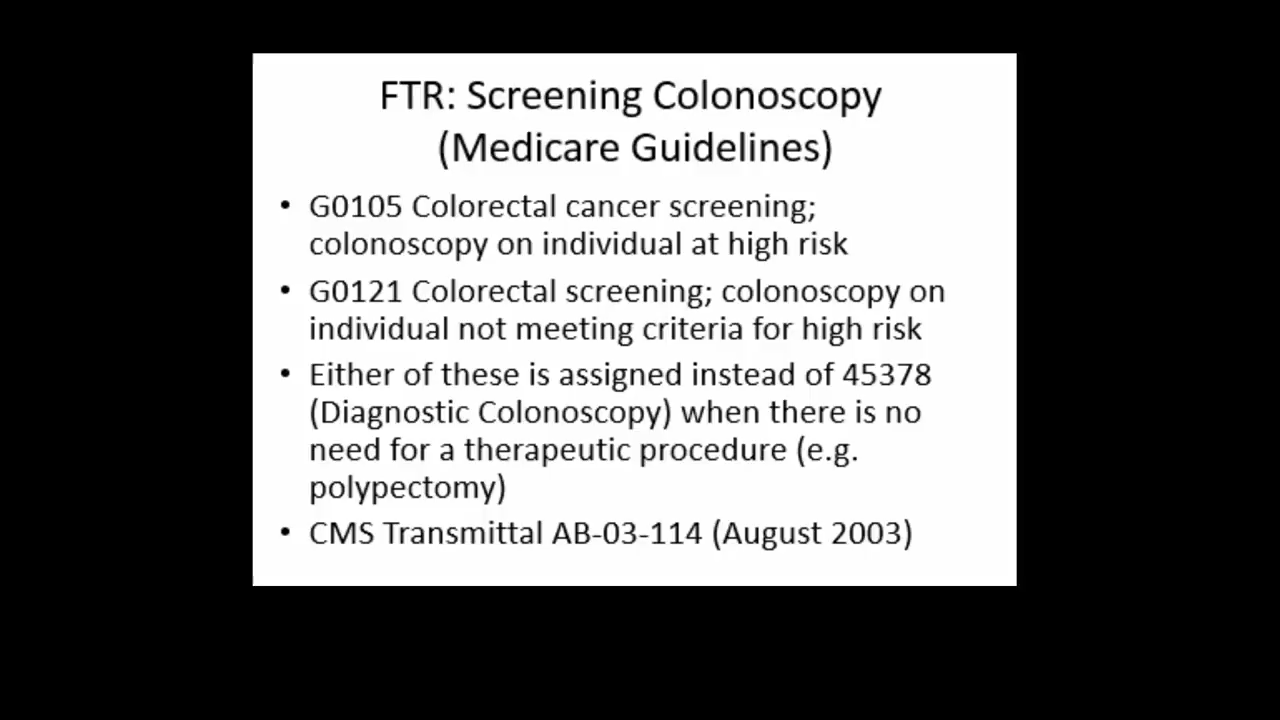 FTR: Screening Colonoscopy
(Medicare Guidelines)
• G0105 Colorectal cancer screening;
colonoscopy on individual at high risk
• G0121 Colorectal screening; colonoscopy on
individual not meeting criteria for high risk
• Either of these is assigned instead of 45378
(Diagnostic Colonoscopy) when there is no
need for a therapeutic procedure (e.g.
polypectomy)
• CMS Transmittal AB-03-114 (August 2003)